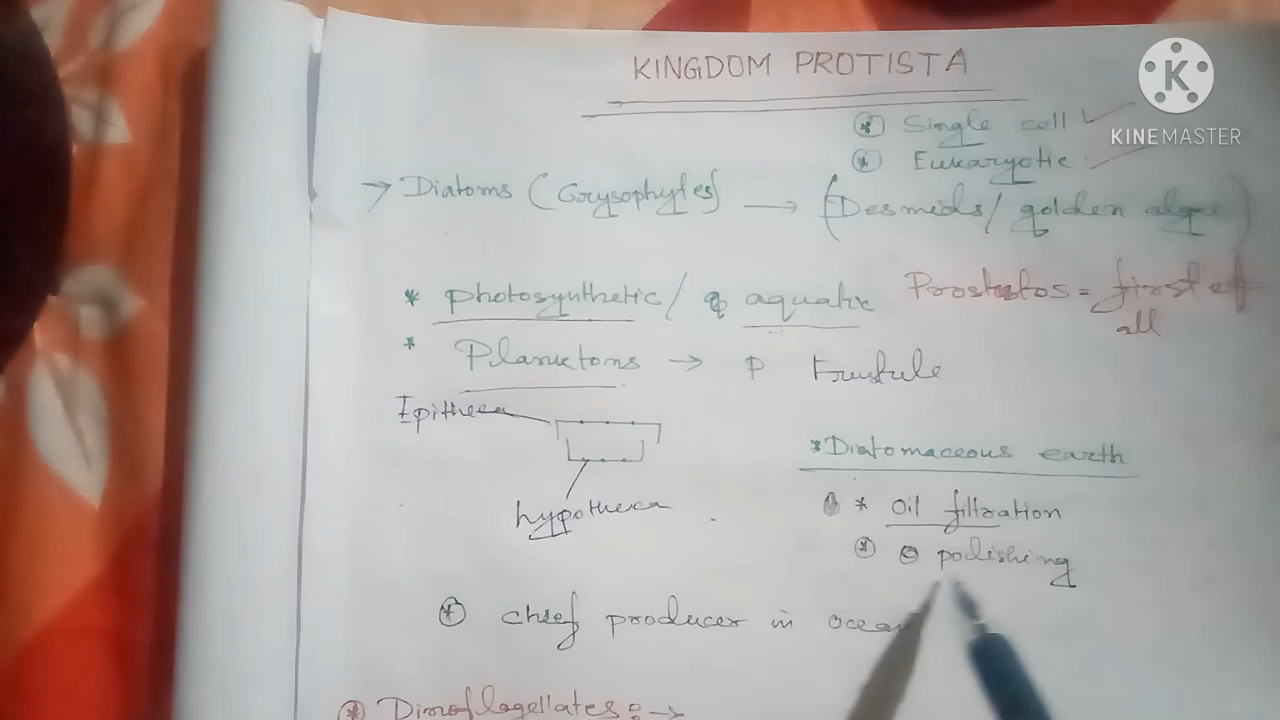 KINGDOM PROTISTA
KINEMASTER
* Single cell
* Eukaryotic
→ Diatoms (Crysophytes) → (Desmids/ golden algae)
* photosynthetic/ aquatic
Prostestos = first of all
* Planktons → P Frustule
Epitheca
hypotheca
* Diatomaceous earth
* Oil filtration
* polishing
* Chief producer in ocean
* Dinoflagellates :→